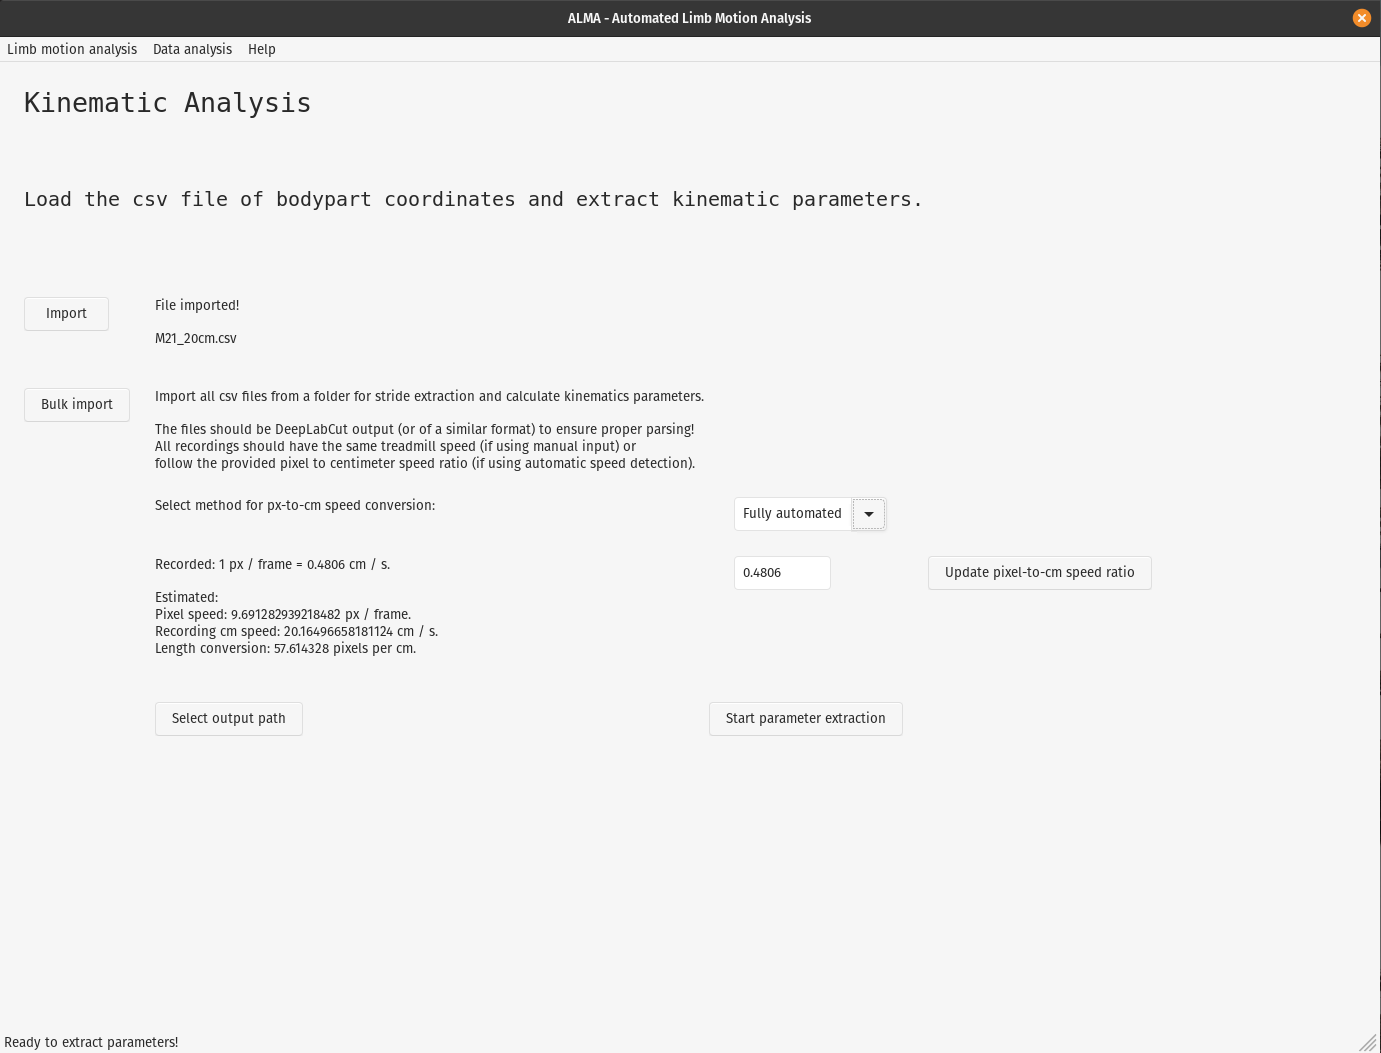 ALMA - Automated Limb Motion Analysis
Limb motion analysis Data analysis Help
Kinematic Analysis
Load the csv file of bodypart coordinates and extract kinematic parameters.
Import
File imported!
M21_20cm.csv
Bulk import
Import all csv files from a folder for stride extraction and calculate kinematics parameters.
The files should be DeepLabCut output (or of a similar format) to ensure proper parsing!
All recordings should have the same treadmill speed (if using manual input) or
follow the provided pixel to centimeter speed ratio (if using automatic speed detection).
Select method for px-to-cm speed conversion:
Fully automated
Recorded: 1 px / frame = 0.4806 cm / s.
0.4806
Update pixel-to-cm speed ratio
Estimated:
Pixel speed: 9.691282939218482 px / frame.
Recording cm speed: 20.16496658181124 cm / s.
Length conversion: 57.614328 pixels per cm.
Select output path
Start parameter extraction
Ready to extract parameters!